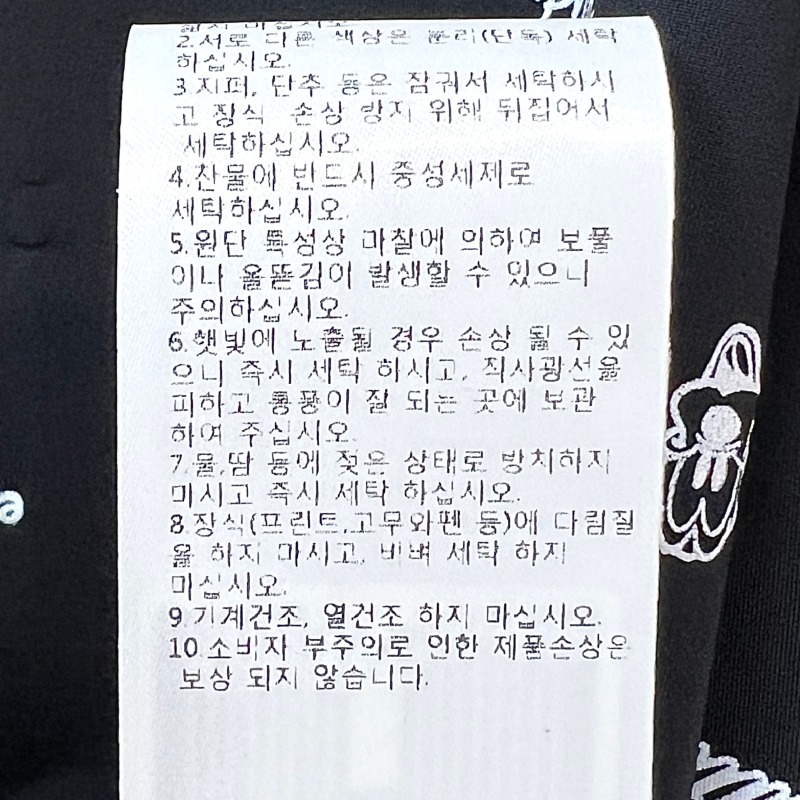 2.서로 다른 색상은 분리(단독) 세탁
하십시오.
3.지퍼, 단추 등은 잠궈서 세탁하시
고 장식 손상 방지 위해 뒤집어서
세탁하십시오.
4.찬물에 반드시 중성세제로
세탁하십시오.
5.원단 특성상 마찰에 의하여 보풀
이나 올뜯김이 발생할 수 있으니
주의하십시오.
6.햇빛에 노출될 경우 손상 될 수 있
으니 즉시 세탁 하시고, 직사광선을
피하고 통풍이 잘 되는 곳에 보관
하여 주십시오.
7.물,땀 등에 젖은 상태로 방치하지
마시고 즉시 세탁 하십시오.
8.장식(프린트,고무와펜 등)에 다림질
을 하지 마시고, 비벼 세탁 하지
마십시오.
9.기계건조, 열건조 하지 마십시오.
10.소비자 부주의로 인한 제품손상은
보상 되지 않습니다.